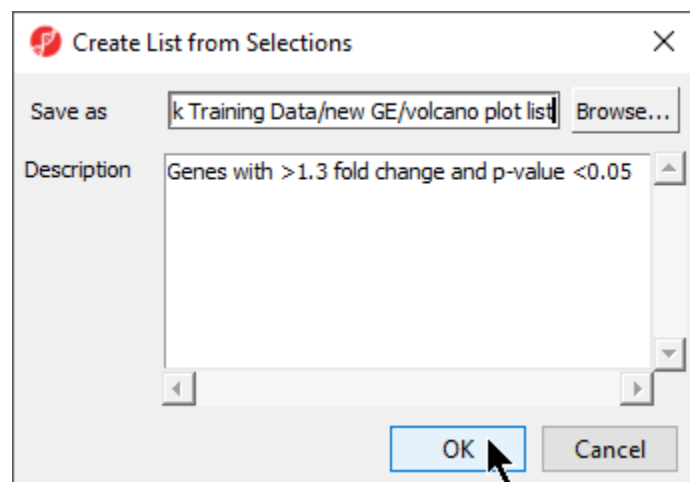 Create List from Selections
Save as
k Training Data/new GE/volcano plot list
Browse...
Description
Genes with >1.3 fold change and p-value <0.05
OK
Cancel